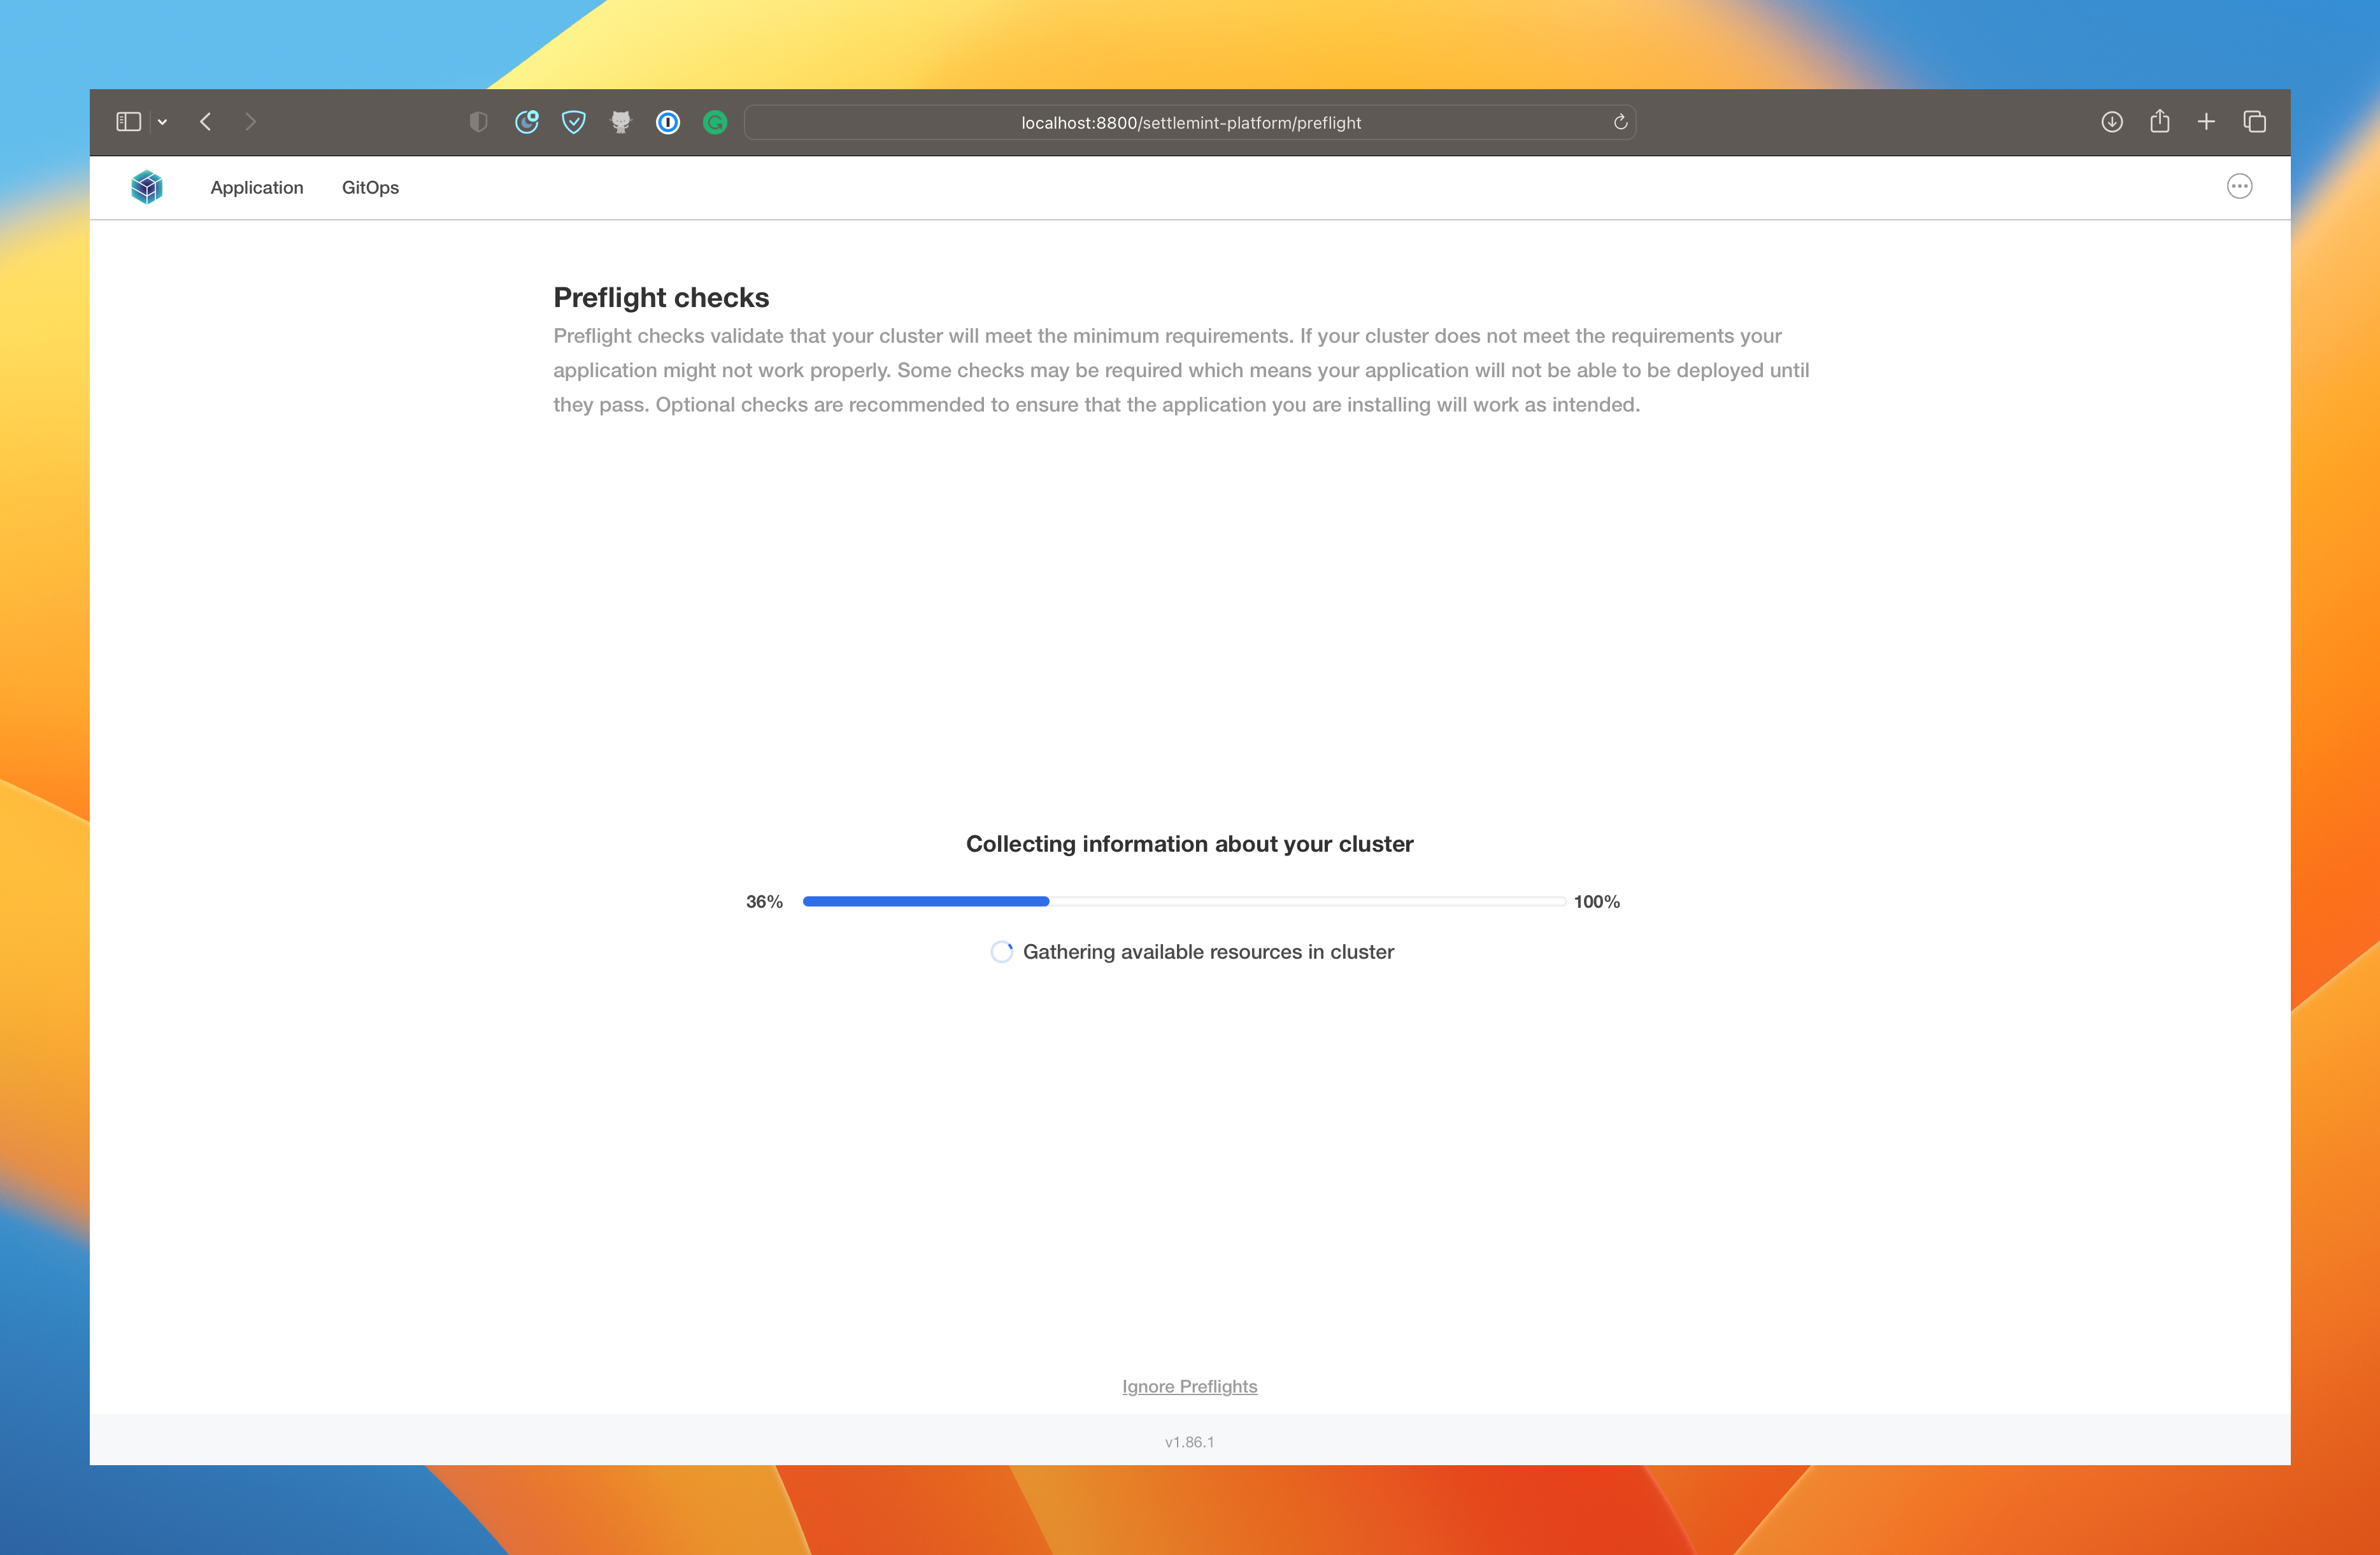 localhost:8800/settlemint-platform/preflight
Application GitOps
Preflight checks
Preflight checks validate that your cluster will meet the minimum requirements. If your cluster does not meet the requirements your
application might not work properly. Some checks may be required which means your application will not be able to be deployed until
they pass. Optional checks are recommended to ensure that the application you are installing will work as intended.
Collecting information about your cluster
36% 100%
Gathering available resources in cluster
Ignore Preflights
v1.86.1